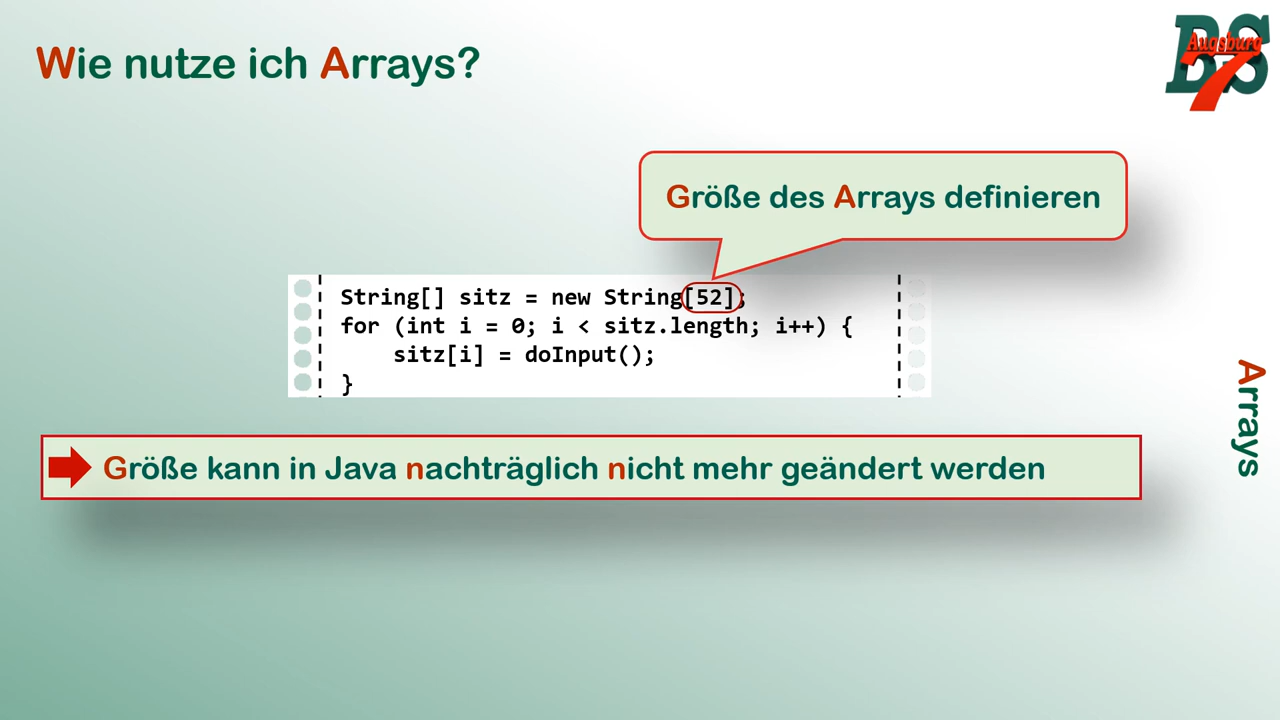 Wie nutze ich Arrays?
BS
Augsburg
7
Größe des Arrays definieren
String[] sitz = new String[52];
for (int i = 0; i < sitz.length; i++) {
    sitz[i] = doInput();
}
Größe kann in Java nachträglich nicht mehr geändert werden
Arrays